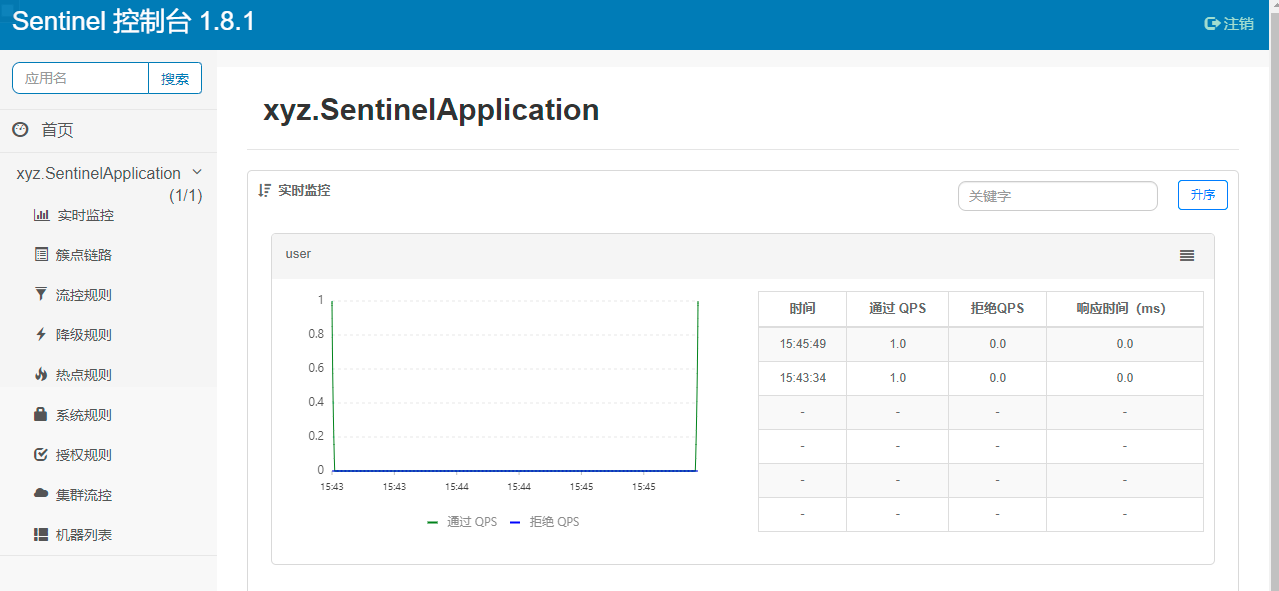 Sentinel 控制台 1.8.1
注销
应用名
搜索
首页
xyz.SentinelApplication
(1/1)
实时监控
簇点链路
流控规则
降级规则
热点规则
系统规则
授权规则
集群流控
机器列表
xyz.SentinelApplication
实时监控
关键字
升序
user
1
0.8
0.6
0.4
0.2
0
15:43 15:43 15:44 15:44 15:45 15:45
通过 QPS 拒绝 QPS
时间 通过 QPS 拒绝QPS 响应时间（ms）
15:45:49 1.0 0.0 0.0
15:43:34 1.0 0.0 0.0
- - - -
- - - -
- - - -
- - - -